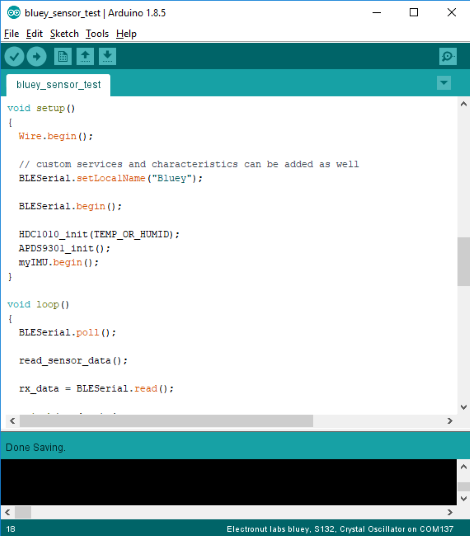 bluey_sensor_test | Arduino 1.8.5
File Edit Sketch Tools Help
bluey_sensor_test
void setup()
{
  Wire.begin();
  // custom services and characteristics can be added as well
  BLESerial.setLocalName("Bluey");
  BLESerial.begin();
  HDC1010_init(TEMP_OR_HUMID);
  APDS9301_init();
  myIMU.begin();
}
void loop()
{
  BLESerial.poll();
  read_sensor_data();
  rx_data = BLESerial.read();
Done Saving.
18 Electronut labs bluey, S132, Crystal Oscillator on COM137